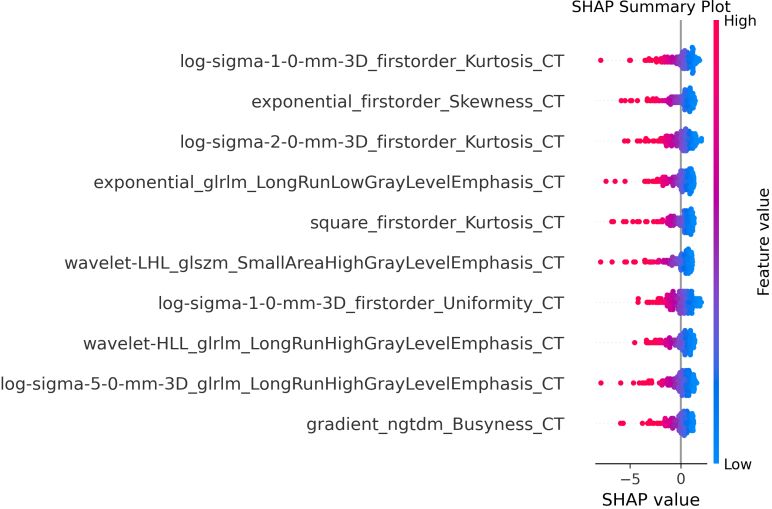 SHAP Summary Plot
High
log-sigma-1-0-mm-3D_firstorder_Kurtosis_CT
exponential_firstorder_Skewness_CT
log-sigma-2-0-mm-3D_firstorder_Kurtosis_CT
exponential_glrlm_LongRunLowGrayLevelEmphasis_CT
square_firstorder_Kurtosis_CT
wavelet-LHL_glszm_SmallAreaHighGrayLevelEmphasis_CT
log-sigma-1-0-mm-3D_firstorder_Uniformity_CT
wavelet-HLL_glrlm_LongRunHighGrayLevelEmphasis_CT
log-sigma-5-0-mm-3D_glrlm_LongRunHighGrayLevelEmphasis_CT
gradient_ngtdm_Busyness_CT
Feature value
Low
−5 0
SHAP value